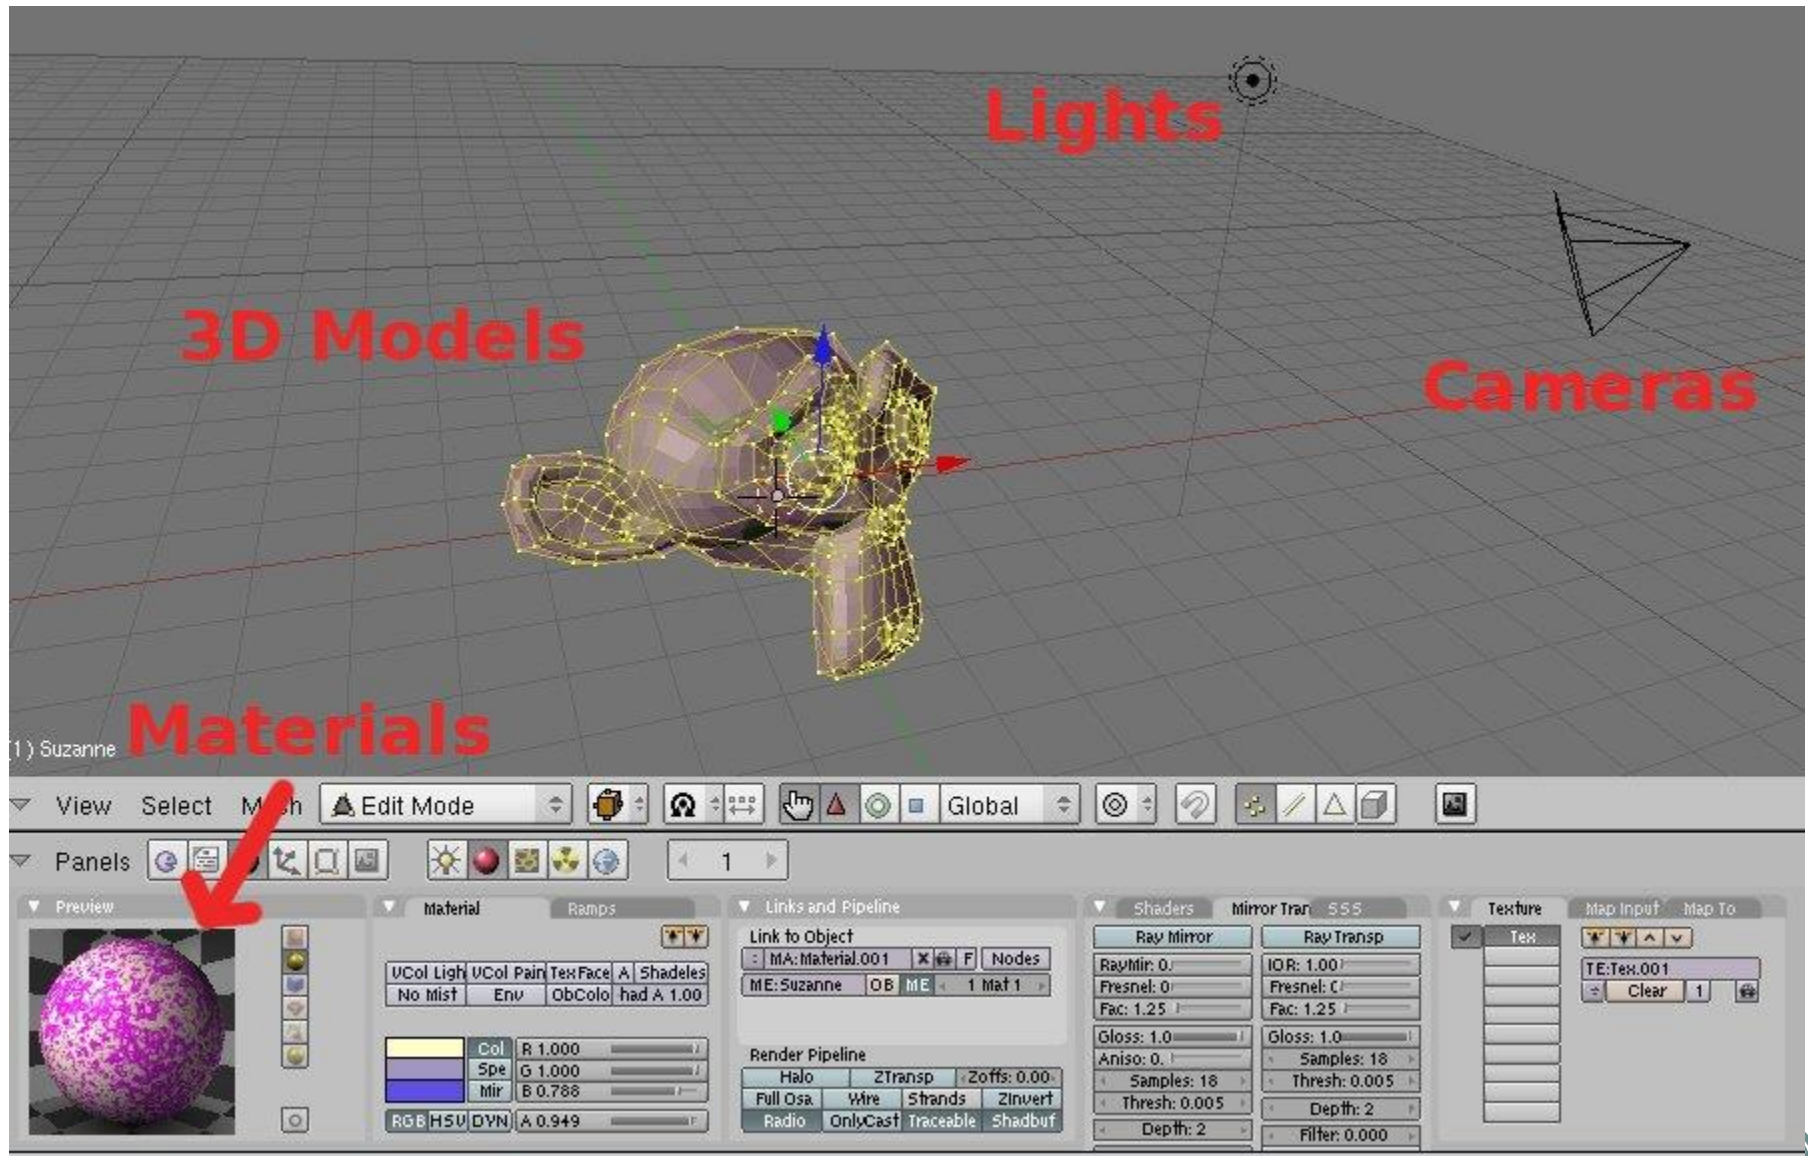 Lights
3D Models
Cameras
Materials
1) Suzanne
View Select Edit Mode Global
Panels 1
Preview
Material Ramps
VCol Ligh VCol Pain TexFace A Shadeles
No Mist Env ObColo had A 1.00
Col R 1.000
Spe G 1.000
Mir B 0.788
RGB HSV DYN A 0.949
Links and Pipeline
Link to Object
MA:Material.001 X F Nodes
ME:Suzanne OB ME 1 Mat 1
Render Pipeline
Halo ZTransp Zoffs: 0.00
Full Osa Wire Strands ZInvert
Radio OnlyCast Traceable Shadbuf
Shaders Mirror Tran SSS
Ray Mirror Ray Transp
RayMir: 0. IOR: 1.00
Fresnel: 0 Fresnel: 
Fac: 1.25 Fac: 1.25
Gloss: 1.0 Gloss: 1.0
Aniso: 0. Samples: 18
Samples: 18 Thresh: 0.005
Thresh: 0.005 Depth: 2
Depth: 2 Filter: 0.000
Texture Map Input Map To
Tex
TE:Tex.001
Clear 1